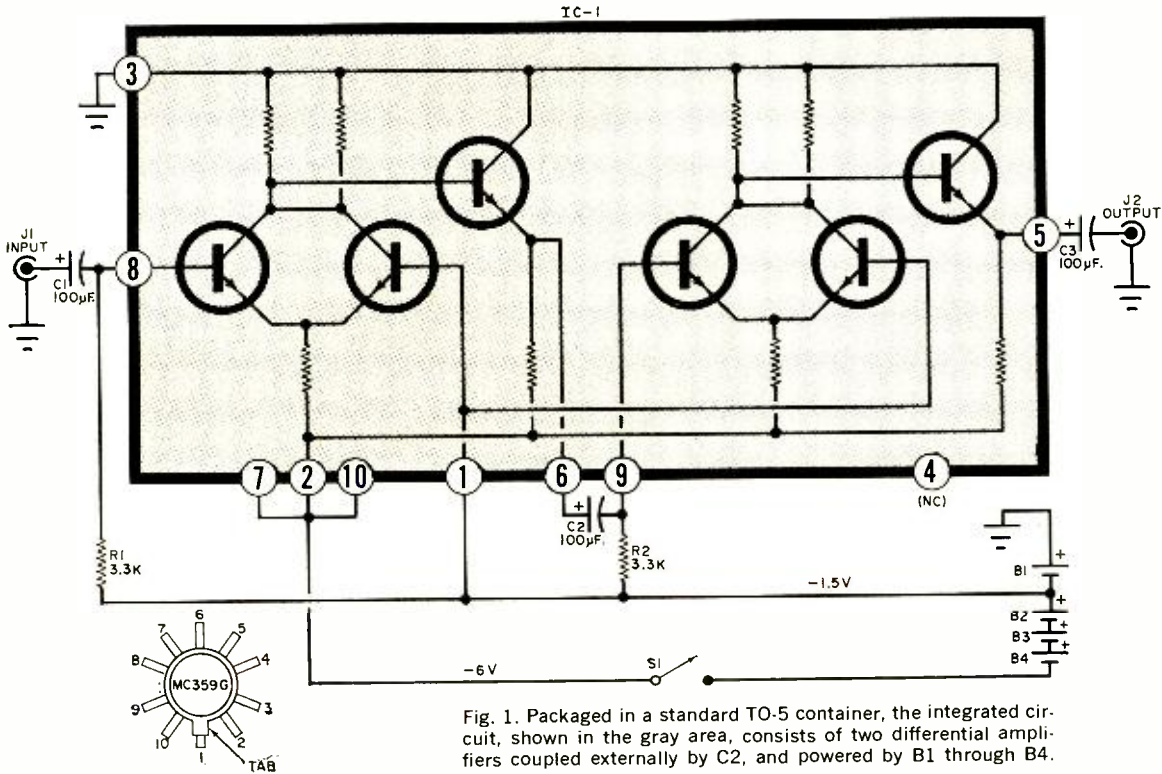 IC-1
3
J1
INPUT
+
C1
100µF.
8
J2
OUTPUT
5
+
C3
100µF.
7
2
10
1
6
9
4
(NC)
+
C2
100µF.
R1
3.3K
R2
3.3K
-1.5V
B1
+
+
B2
+
B3
+
B4
-6V
S1
6
7
5
8
4
MC359G
9
3
10
2
1
TAB
Fig. 1. Packaged in a standard TO-5 container, the integrated cir-
cuit, shown in the gray area, consists of two differential ampli-
fiers coupled externally by C2, and powered by B1 through B4.